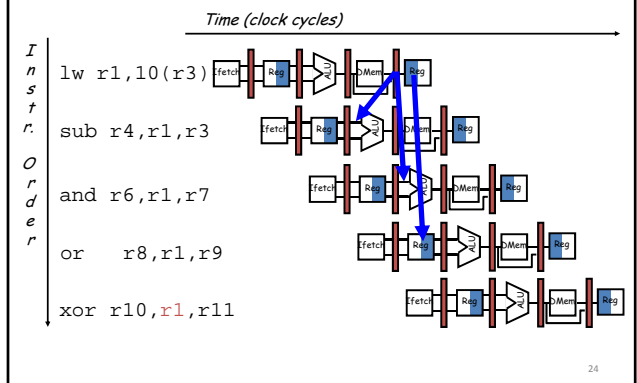 Time (clock cycles)
Instr. Order
lw r1,10(r3)
Ifetch Reg ALU DMem Reg
sub r4,r1,r3
Ifetch Reg ALU DMem Reg
and r6,r1,r7
Ifetch Reg ALU DMem Reg
or r8,r1,r9
Ifetch Reg ALU DMem Reg
xor r10,r1,r11
Ifetch Reg ALU DMem Reg
24